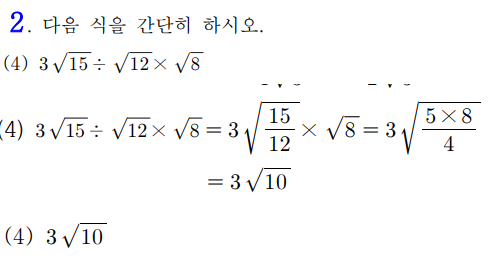 2. 다음 식을 간단히 하시오.
(4) 3√15 ÷ √12 × √8
(4) 3√15 ÷ √12 × √8 = 3√(15/12) × √8 = 3√((5×8)/4)
= 3√10
(4) 3√10